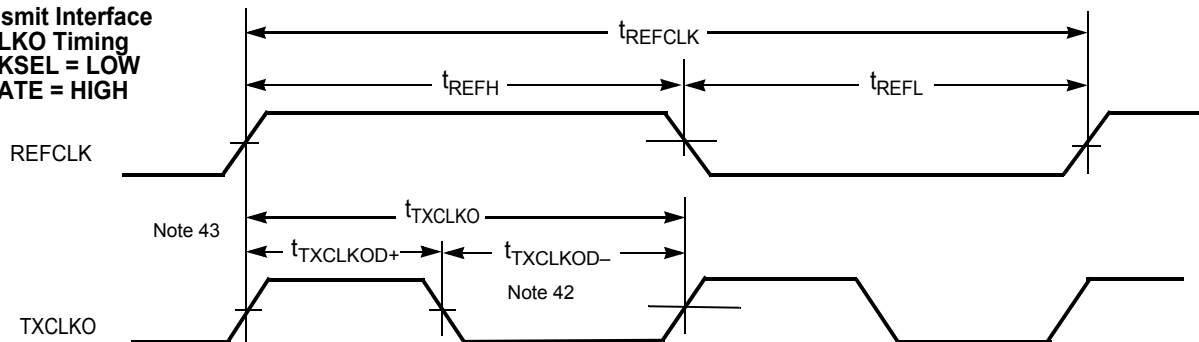 smit Interface
LKO Timing
KSEL = LOW
ATE = HIGH
tREFCLK
tREFH
tREFL
REFCLK
Note 43
tTXCLKO
tTXCLKOD+
tTXCLKOD–
Note 42
TXCLKO